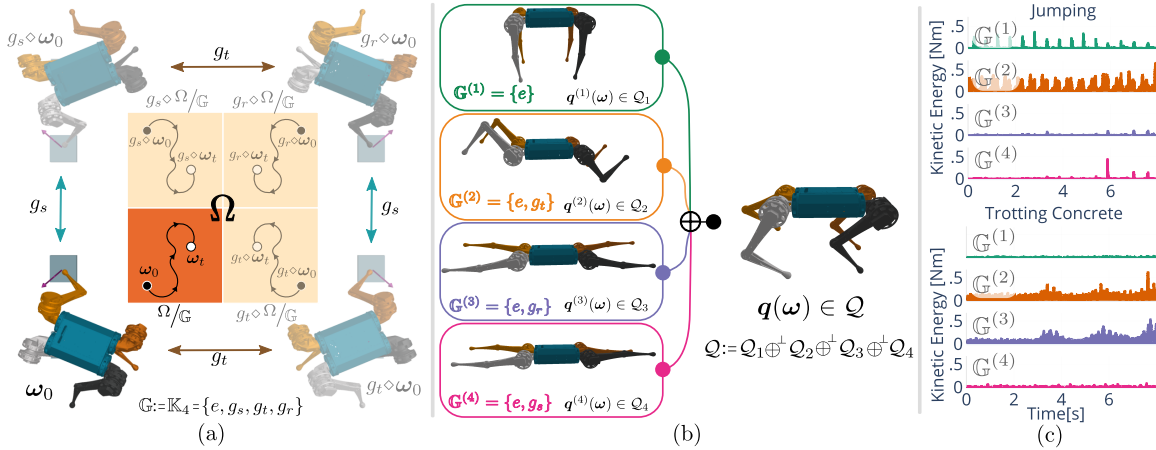 g_s⋄ω_0
g_t
g_r⋄ω_0
g_s⋄Ω/𝔾
g_r⋄Ω/𝔾
g_s⋄ω_0
g_r⋄ω_0
g_s⋄ω_t
g_r⋄ω_t
g_s
Ω
g_s
ω_0
ω_t
g_t⋄ω_t
g_t⋄ω_0
Ω/𝔾
g_t⋄Ω/𝔾
ω_0
g_t
g_t⋄ω_0
𝔾:=𝕂_4={e, g_s, g_t, g_r}
(a)
𝔾^(1) = {e} q^(1)(ω) ∈ 𝒬_1
𝔾^(2) = {e, g_t} q^(2)(ω) ∈ 𝒬_2
𝔾^(3) = {e, g_r} q^(3)(ω) ∈ 𝒬_3
𝔾^(4) = {e, g_s} q^(4)(ω) ∈ 𝒬_4
⊕
q(ω) ∈ 𝒬
𝒬:=𝒬_1⊕^⊥𝒬_2⊕^⊥𝒬_3⊕^⊥𝒬_4
(b)
Jumping
Kinetic Energy [Nm]
.5
0
𝔾^(1)
.5
0
𝔾^(2)
.5
0
𝔾^(3)
.5
0
𝔾^(4)
0 2 4 6
Trotting Concrete
Kinetic Energy [Nm]
.5
0
𝔾^(1)
.5
0
𝔾^(2)
.5
0
𝔾^(3)
.5
0
𝔾^(4)
0 2 4 6 8
Time[s]
(c)